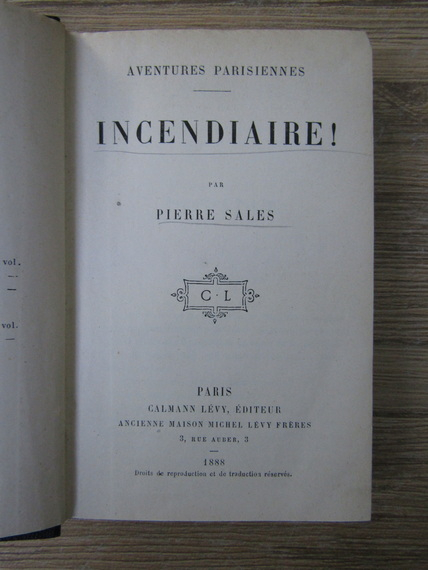 vol.
—
—
vol.
—
AVENTURES PARISIENNES
INCENDIAIRE!
PAR
PIERRE SALES
C·L
PARIS
CALMANN LÉVY, ÉDITEUR
ANCIENNE MAISON MICHEL LÉVY FRÈRES
3, RUE AUBER, 3
—
1888
Droits de reproduction et de traduction réservés.